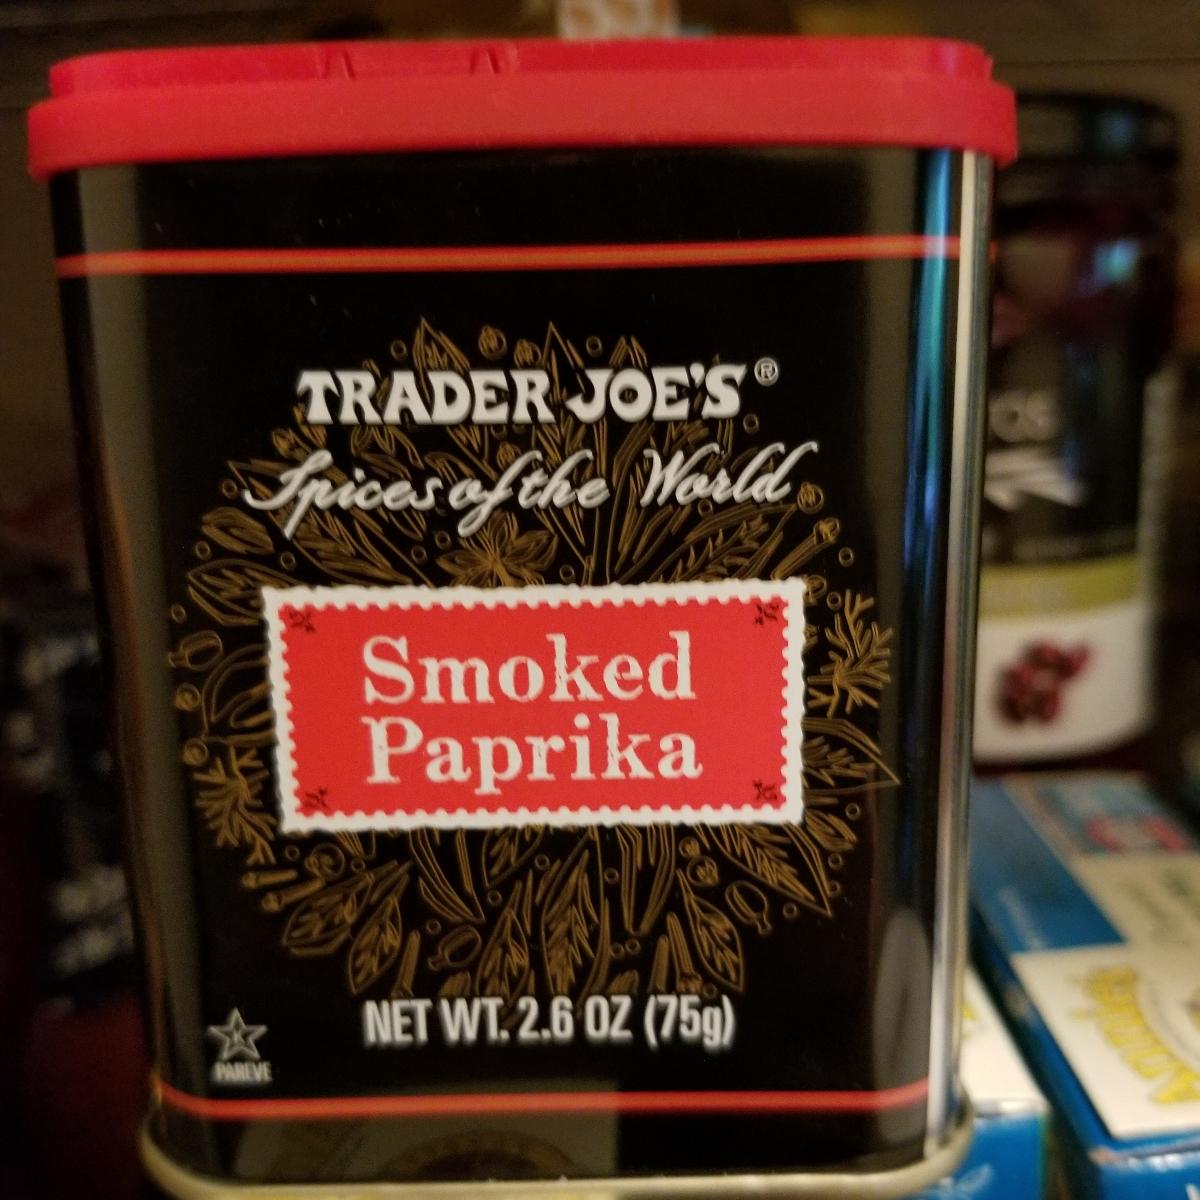 TRADER JOE'S®
Spices of the World
Smoked
Paprika
NET WT. 2.6 OZ (75g)
K
PAREVE